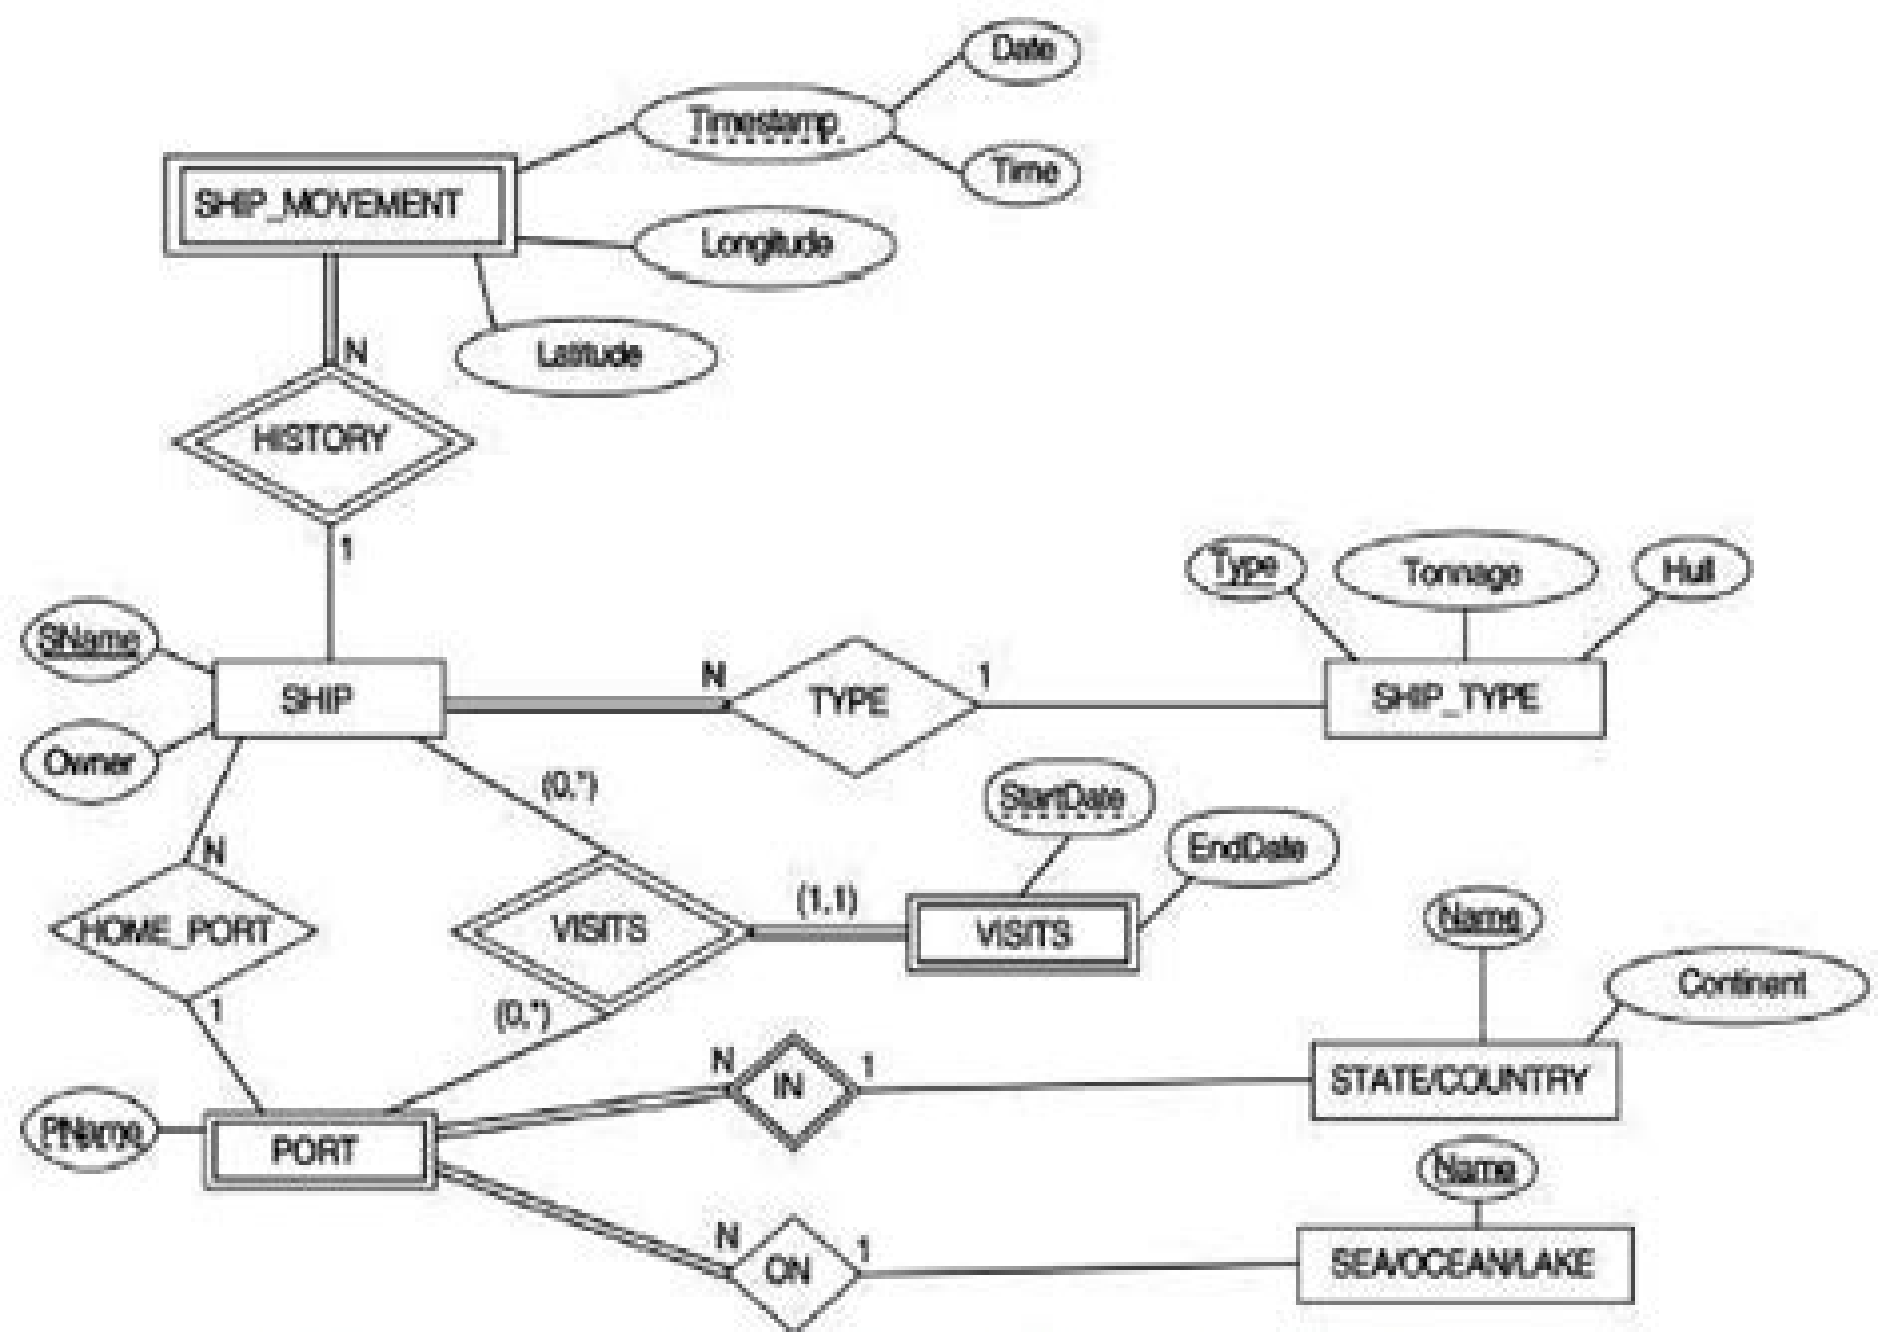 Date
Timestamp
Time
SHIP_MOVEMENT
Longitude
Latitude
N
HISTORY
1
Type
Tonnage
Hull
SName
N
1
SHIP
TYPE
SHIP_TYPE
Owner
(0,*)
StartDate
EndDate
N
(1,1)
HOME_PORT
VISITS
VISITS
Name
Continent
1
(0,*)
N
1
IN
STATE/COUNTRY
PName
PORT
Name
N
1
ON
SEA/OCEAN/LAKE